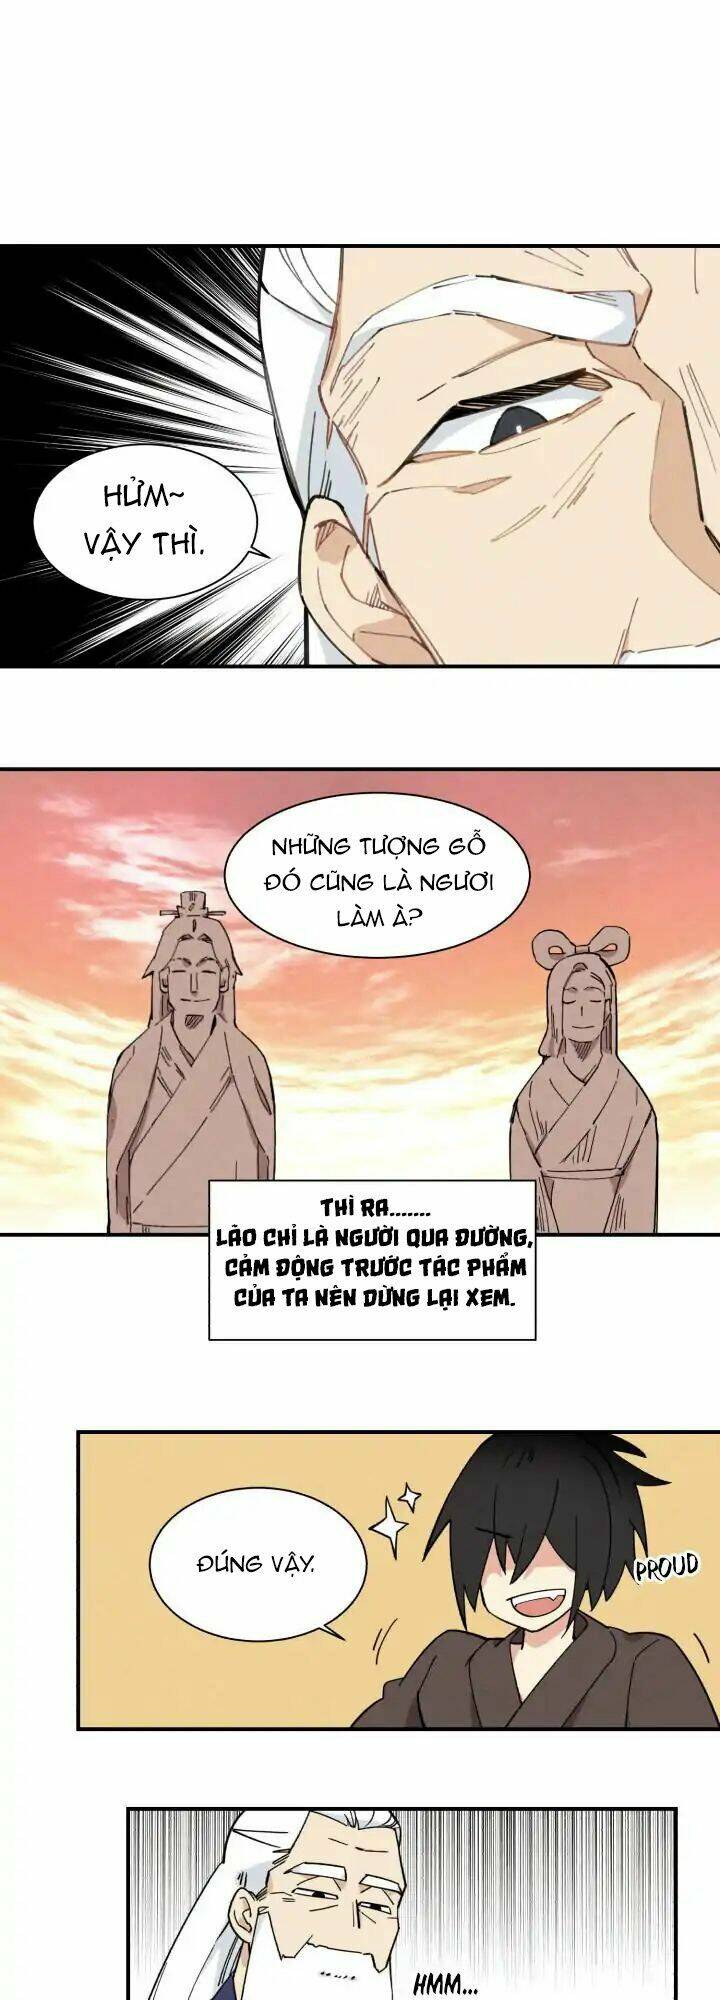 HỬM~
VẬY THÌ.
NHỮNG TƯỢNG GỖ
ĐÓ CŨNG LÀ NGƯƠI
LÀM À?
THÌ RA.......
LÃO CHỈ LÀ NGƯỜI QUA ĐƯỜNG,
CẢM ĐỘNG TRƯỚC TÁC PHẨM
CỦA TA NÊN DỪNG LẠI XEM.
ĐÚNG VẬY.
PROUD
HMM...